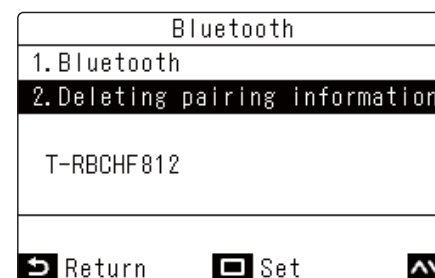 Bluetooth
1.Bluetooth
2.Deleting pairing information
T-RBCHF812
Return Set